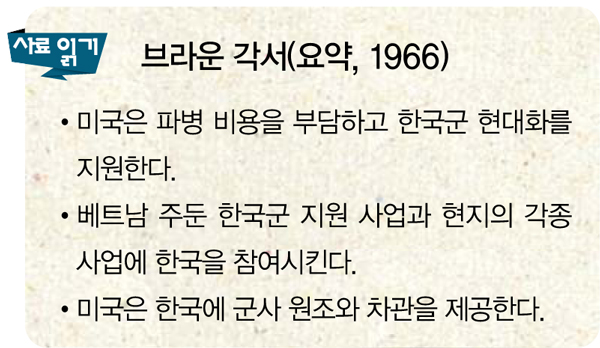 사료 읽기
브라운 각서(요약, 1966)
• 미국은 파병 비용을 부담하고 한국군 현대화를
지원한다.
• 베트남 주둔 한국군 지원 사업과 현지의 각종
사업에 한국을 참여시킨다.
• 미국은 한국에 군사 원조와 차관을 제공한다.